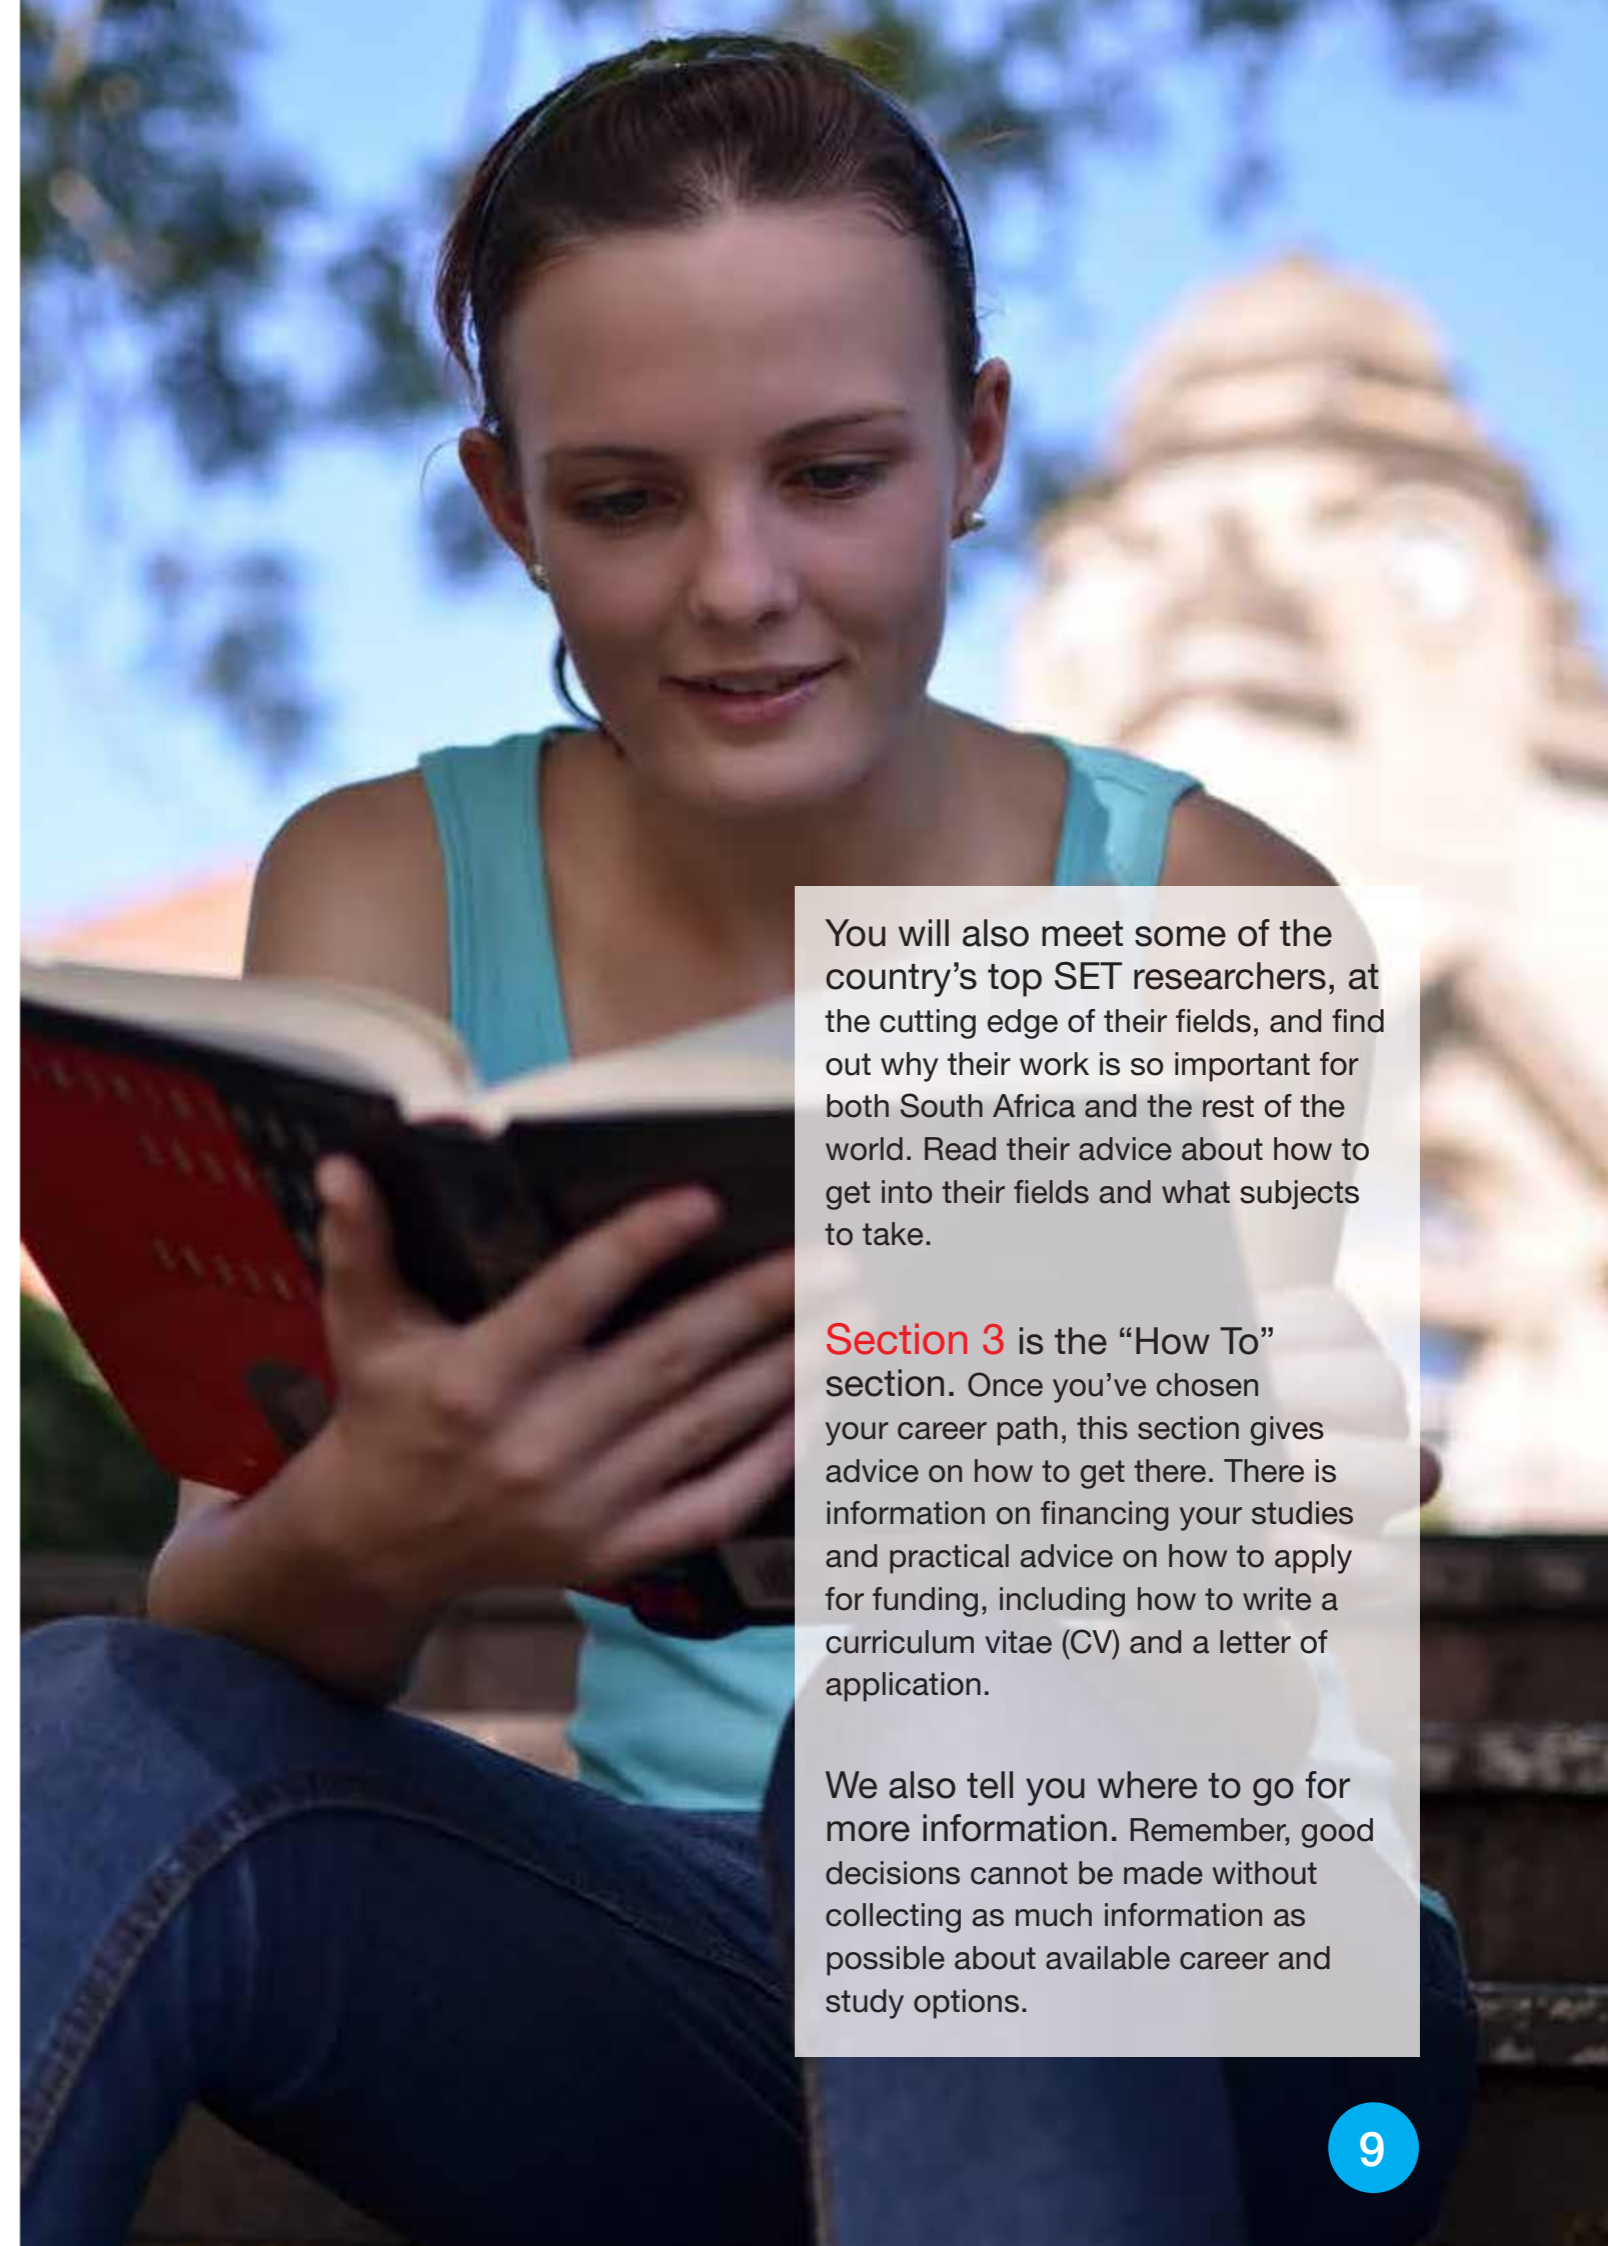 You will also meet some of the
country’s top SET researchers, at
the cutting edge of their fields, and find
out why their work is so important for
both South Africa and the rest of the
world. Read their advice about how to
get into their fields and what subjects
to take.
Section 3 is the “How To”
section. Once you’ve chosen
your career path, this section gives
advice on how to get there. There is
information on financing your studies
and practical advice on how to apply
for funding, including how to write a
curriculum vitae (CV) and a letter of
application.
We also tell you where to go for
more information. Remember, good
decisions cannot be made without
collecting as much information as
possible about available career and
study options.
9